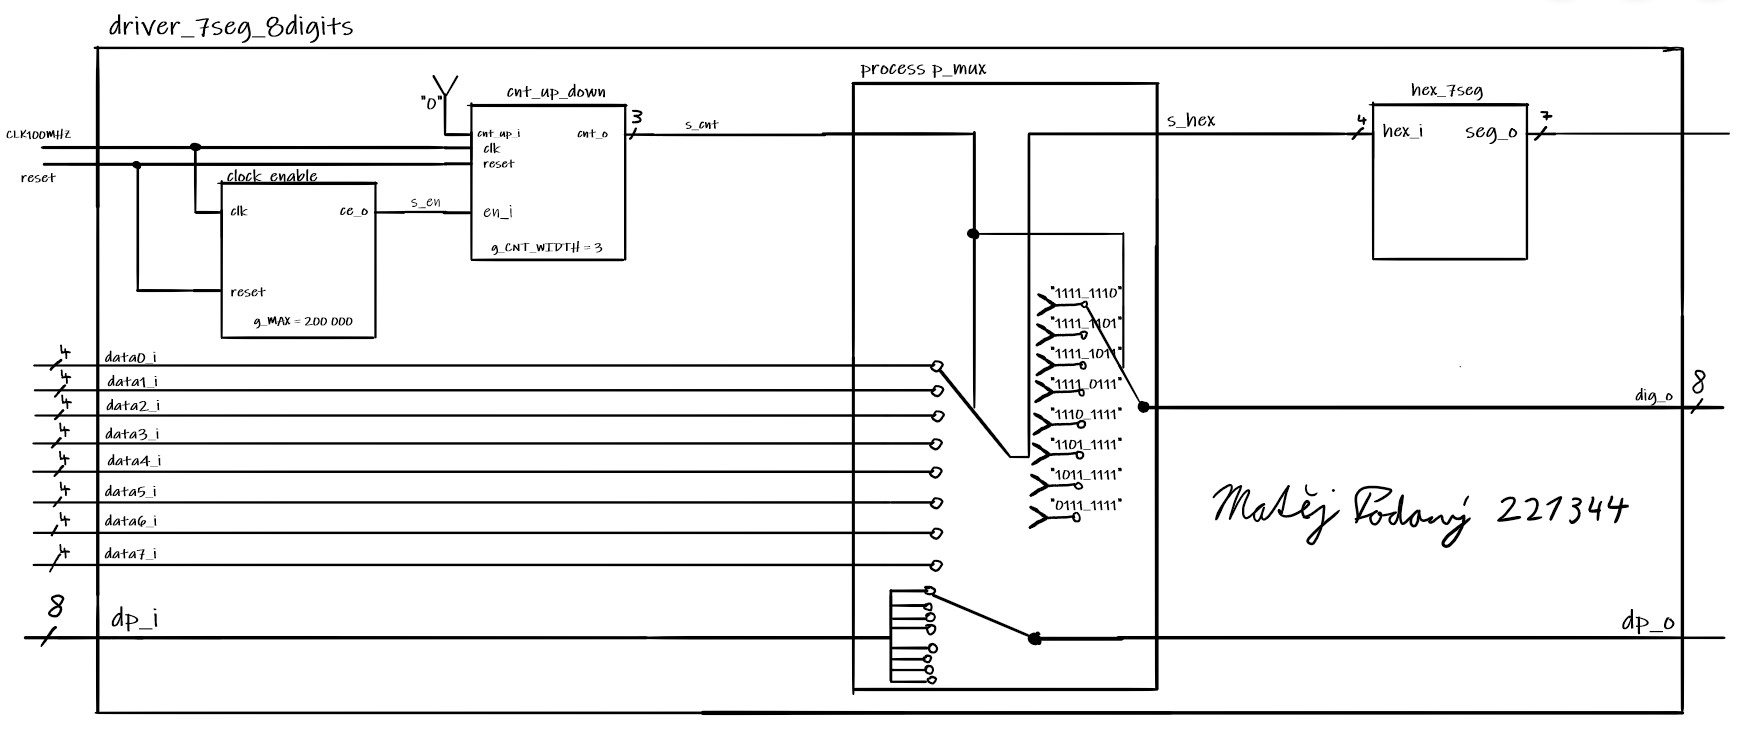 driver_7seg_8digits
process p_mux
cnt_up_down
hex_7seg
"0"
3
CLK100MHZ
cnt_up_i
cnt_o
s_cnt
s_hex
4
hex_i
seg_o
7
clk
reset
reset
clock_enable
clk
ce_o
s_en
en_i
g_CNT_WIDTH = 3
reset
g_MAX = 200 000
"1111_1110"
"1111_1101"
"1111_1011"
"1111_0111"
"1110_1111"
"1101_1111"
"1011_1111"
"0111_1111"
4 data0_i
4 data1_i
4 data2_i
4 data3_i
4 data4_i
4 data5_i
4 data6_i
4 data7_i
dig_o
8
Matěj Podaný 221344
8
dp_i
dp_o